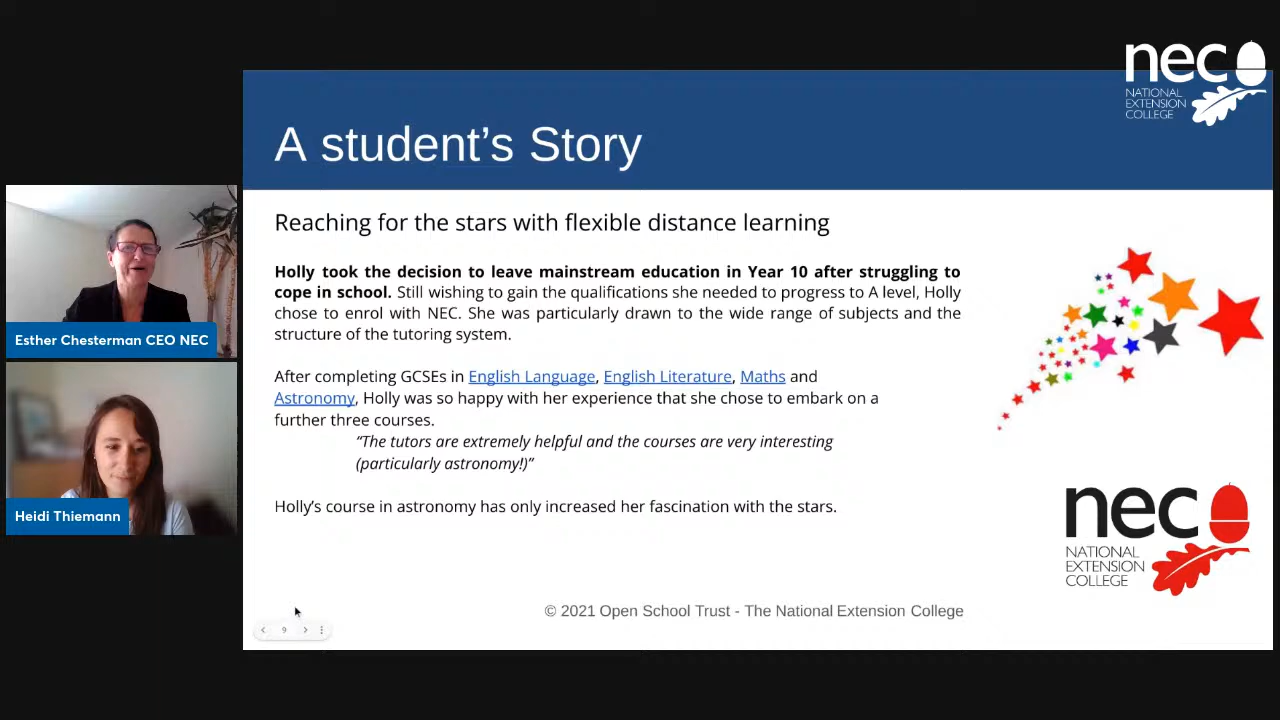 nec
NATIONAL
EXTENSION
COLLEGE
A student’s Story
Reaching for the stars with flexible distance learning
Holly took the decision to leave mainstream education in Year 10 after struggling to
cope in school. Still wishing to gain the qualifications she needed to progress to A level, Holly
chose to enrol with NEC. She was particularly drawn to the wide range of subjects and the
structure of the tutoring system.
After completing GCSEs in English Language, English Literature, Maths and
Astronomy, Holly was so happy with her experience that she chose to embark on a
further three courses.
“The tutors are extremely helpful and the courses are very interesting
(particularly astronomy!)”
Holly’s course in astronomy has only increased her fascination with the stars.
Esther Chesterman CEO NEC
Heidi Thiemann
nec
NATIONAL
EXTENSION
COLLEGE
© 2021 Open School Trust - The National Extension College
9